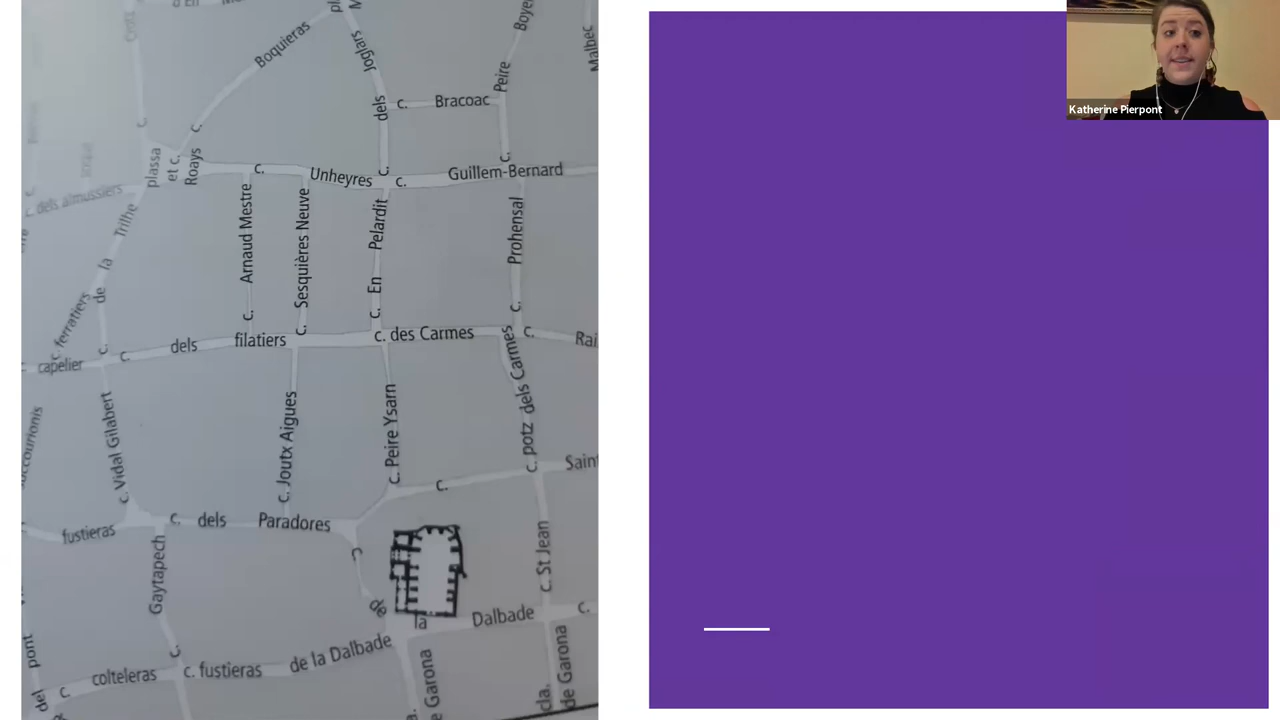 Boquieras
Joglars
dels
Boyer
Peire
Malbec
c. Bracoac
c.
plassa
et c.
Roays
c. Unheyres
c.
c. Guillem-Bernard
c.
c. dels almussiers
c. de la Trilhe
c. ferratiers
c. Arnaud Mestre
c. Sesquières Neuve
c. En Pelardit
c. Prohensal
capelier
c. dels filatiers
c. des Carmes
c. Rai
c. Vidal Gilabert
c. Joutx Aigues
c. Peire Ysarn
c. potz dels Carmes
c. Saint
fustieras
c. dels Paradores
c. Gaytapech
c. de la Dalbade
c. St Jean
c.
del pont
c. colteleras
c. fustieras de la Dalbade
e Garona
cla. de Garona
Katherine Pierpont